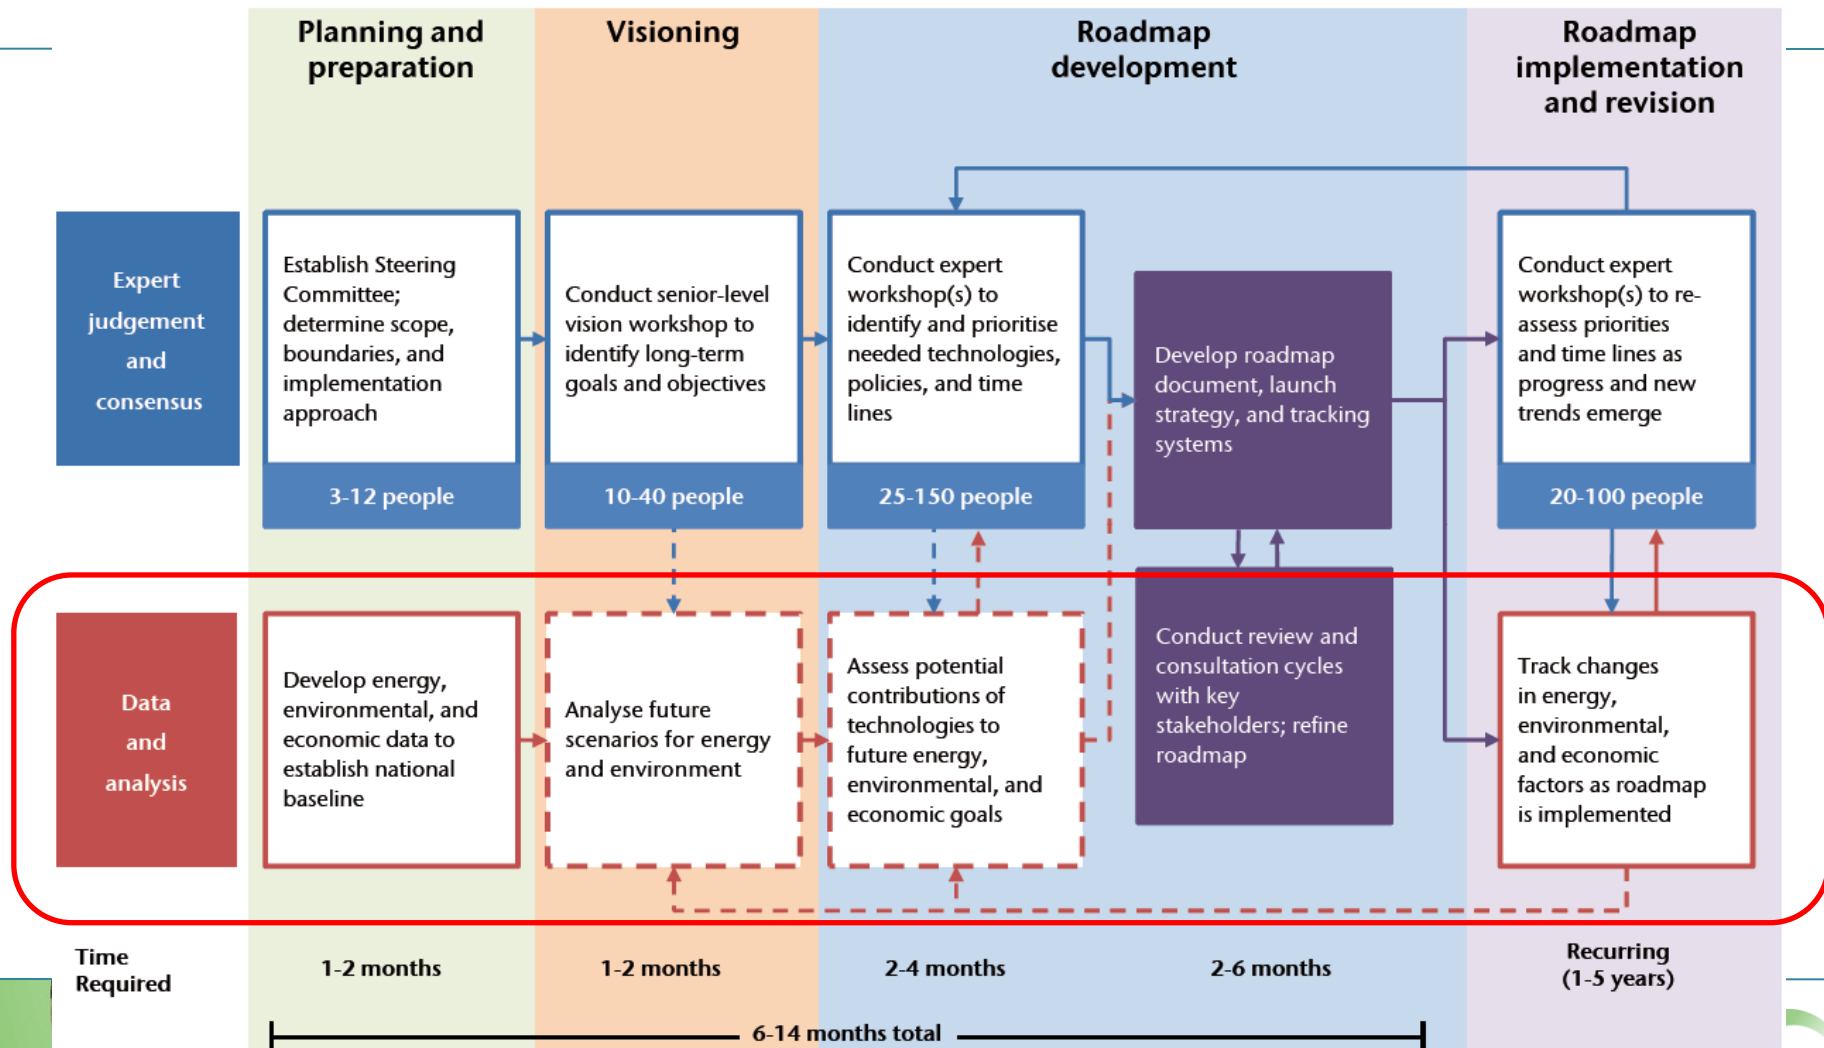 Planning and
preparation
Visioning
Roadmap
development
Roadmap
implementation
and revision
Expert
judgement
and
consensus
Establish Steering
Committee;
determine scope,
boundaries, and
implementation
approach
3-12 people
Conduct senior-level
vision workshop to
identify long-term
goals and objectives
10-40 people
Conduct expert
workshop(s) to
identify and prioritise
needed technologies,
policies, and time
lines
25-150 people
Develop roadmap
document, launch
strategy, and tracking
systems
Conduct expert
workshop(s) to re-
assess priorities
and time lines as
progress and new
trends emerge
20-100 people
Data
and
analysis
Develop energy,
environmental, and
economic data to
establish national
baseline
Analyse future
scenarios for energy
and environment
Assess potential
contributions of
technologies to
future energy,
environmental, and
economic goals
Conduct review and
consultation cycles
with key
stakeholders; refine
roadmap
Track changes
in energy,
environmental,
and economic
factors as roadmap
is implemented
Time
Required
1-2 months
1-2 months
2-4 months
2-6 months
Recurring
(1-5 years)
6-14 months total